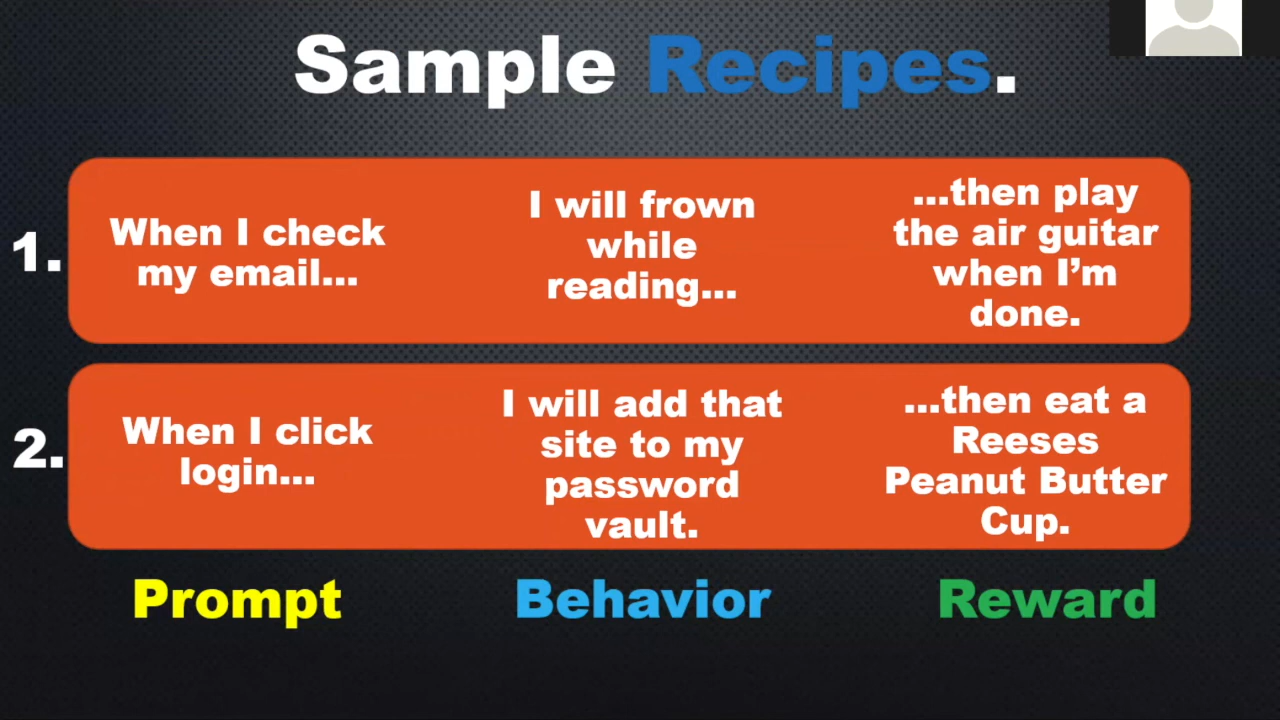 Sample Recipes.
1.
When I check
my email...
I will frown
while
reading...
...then play
the air guitar
when I’m
done.
2.
When I click
login...
I will add that
site to my
password
vault.
...then eat a
Reeses
Peanut Butter
Cup.
Prompt
Behavior
Reward